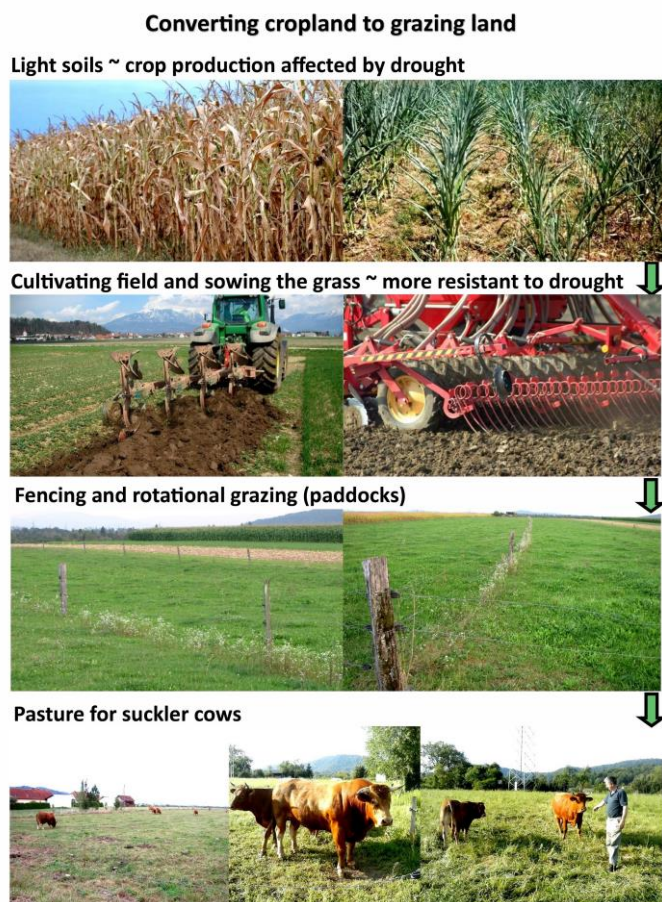 Converting cropland to grazing land
Light soils ~ crop production affected by drought
Cultivating field and sowing the grass ~ more resistant to drought
Fencing and rotational grazing (paddocks)
Pasture for suckler cows